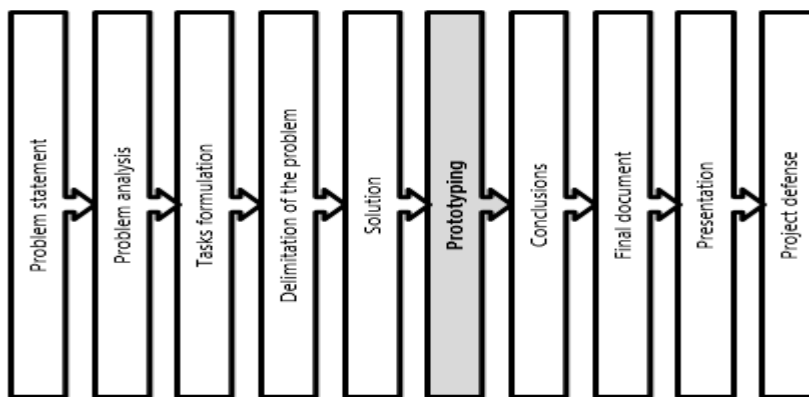 Problem statement
Problem analysis
Tasks formulation
Delimitation of the problem
Solution
Prototyping
Conclusions
Final document
Presentation
Project defense